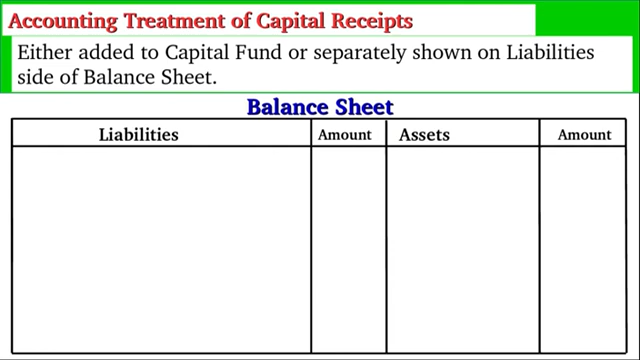 Accounting Treatment of Capital Receipts
Either added to Capital Fund or separately shown on Liabilities
side of Balance Sheet.
Balance Sheet
Liabilities Amount Assets Amount